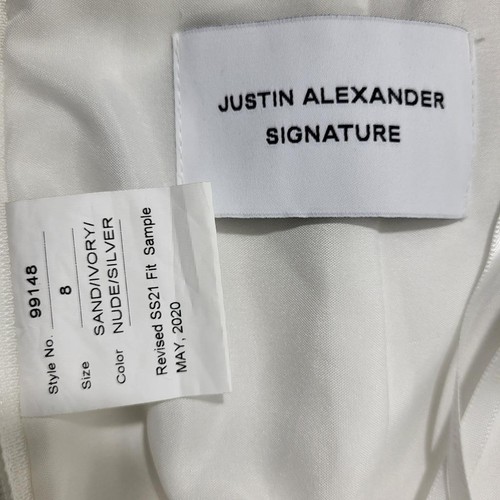 JUSTIN ALEXANDER
SIGNATURE
Style No. 99148
Size 8
Color SAND/IVORY/
NUDE/SILVER
Revised SS21 Fit Sample
MAY, 2020